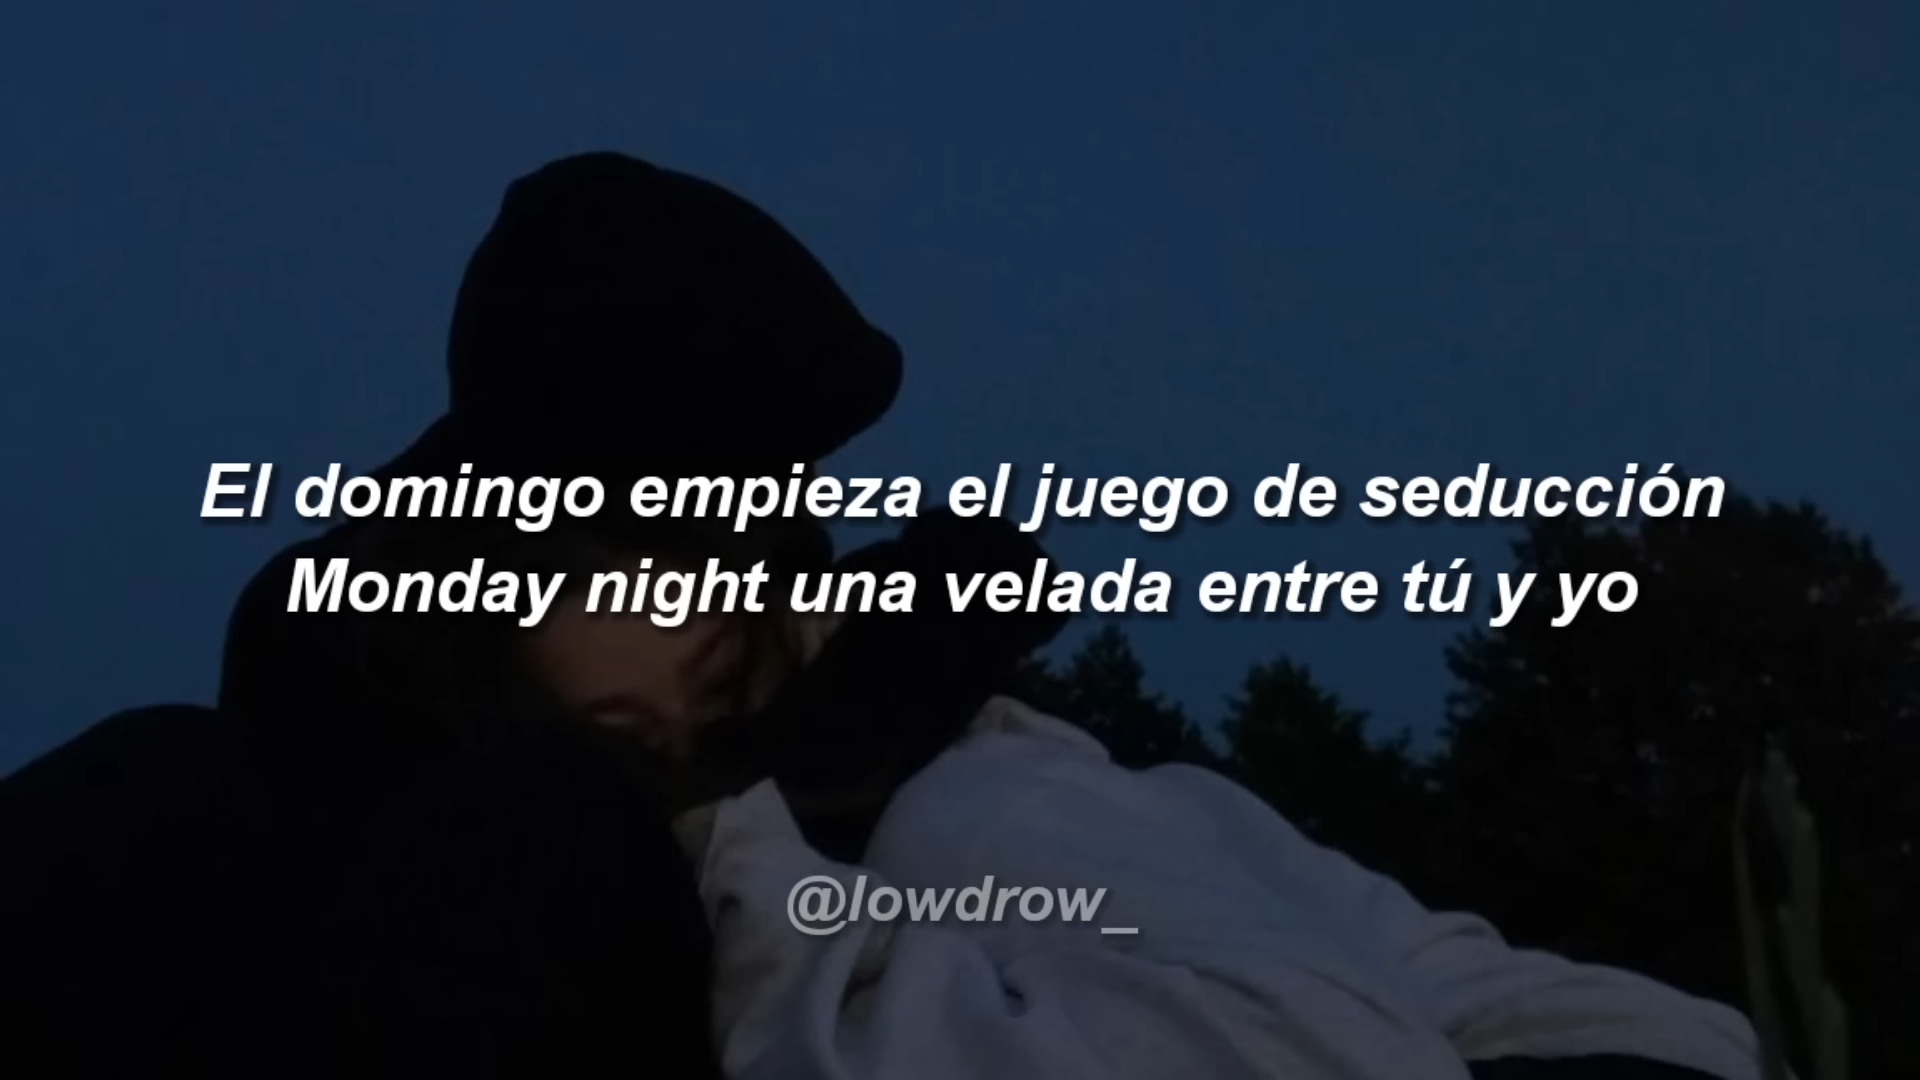 El domingo empieza el juego de seducción
Monday night una velada entre tú y yo
@lowdrow_